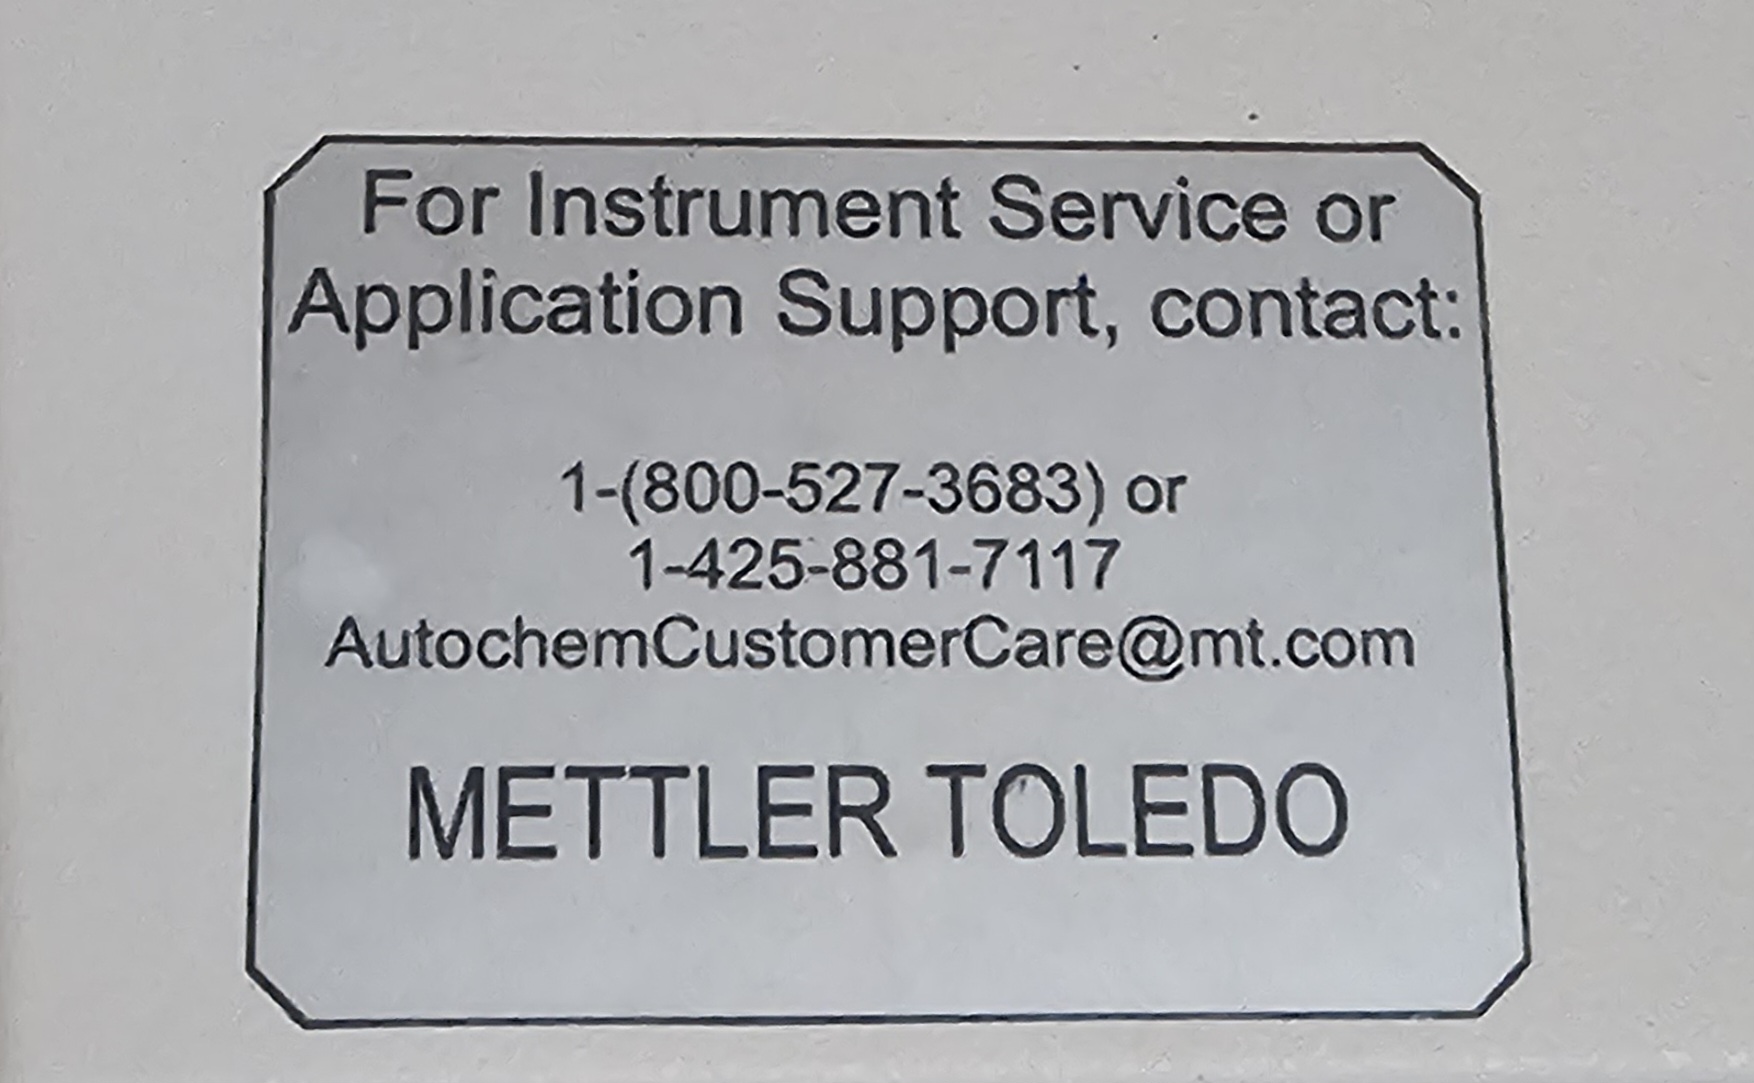 For Instrument Service or
Application Support, contact:
1-(800-527-3683) or
1-425-881-7117
AutochemCustomerCare@mt.com
METTLER TOLEDO